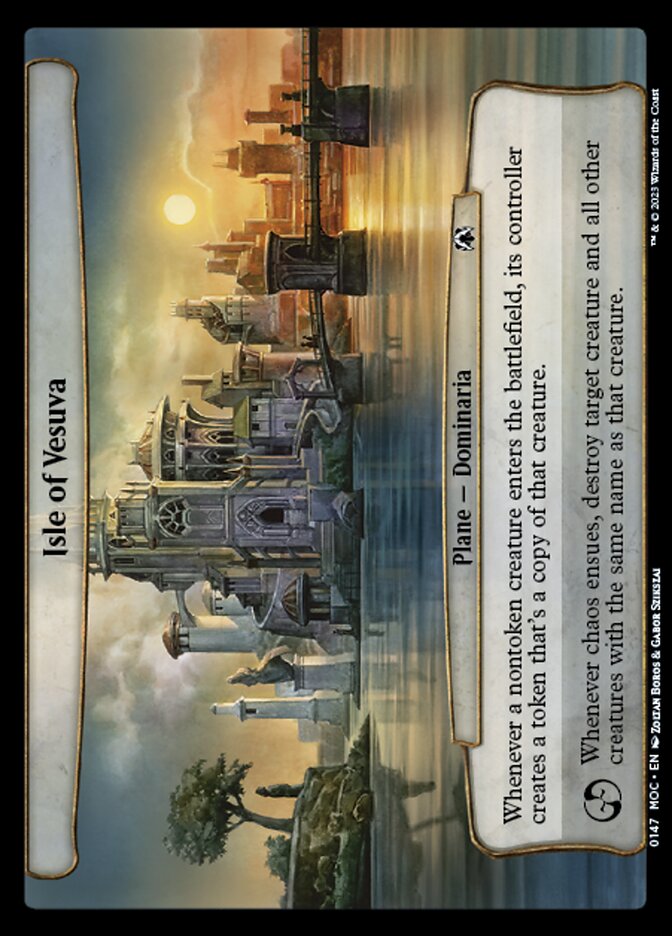 Isle of Vesuva
Plane — Dominaria
Whenever a nontoken creature enters the battlefield, its controller
creates a token that's a copy of that creature.
Whenever chaos ensues, destroy target creature and all other
creatures with the same name as that creature.
0147 MOC • EN Zoltan Boros & Gabor Szikszai
™ & © 2023 Wizards of the Coast